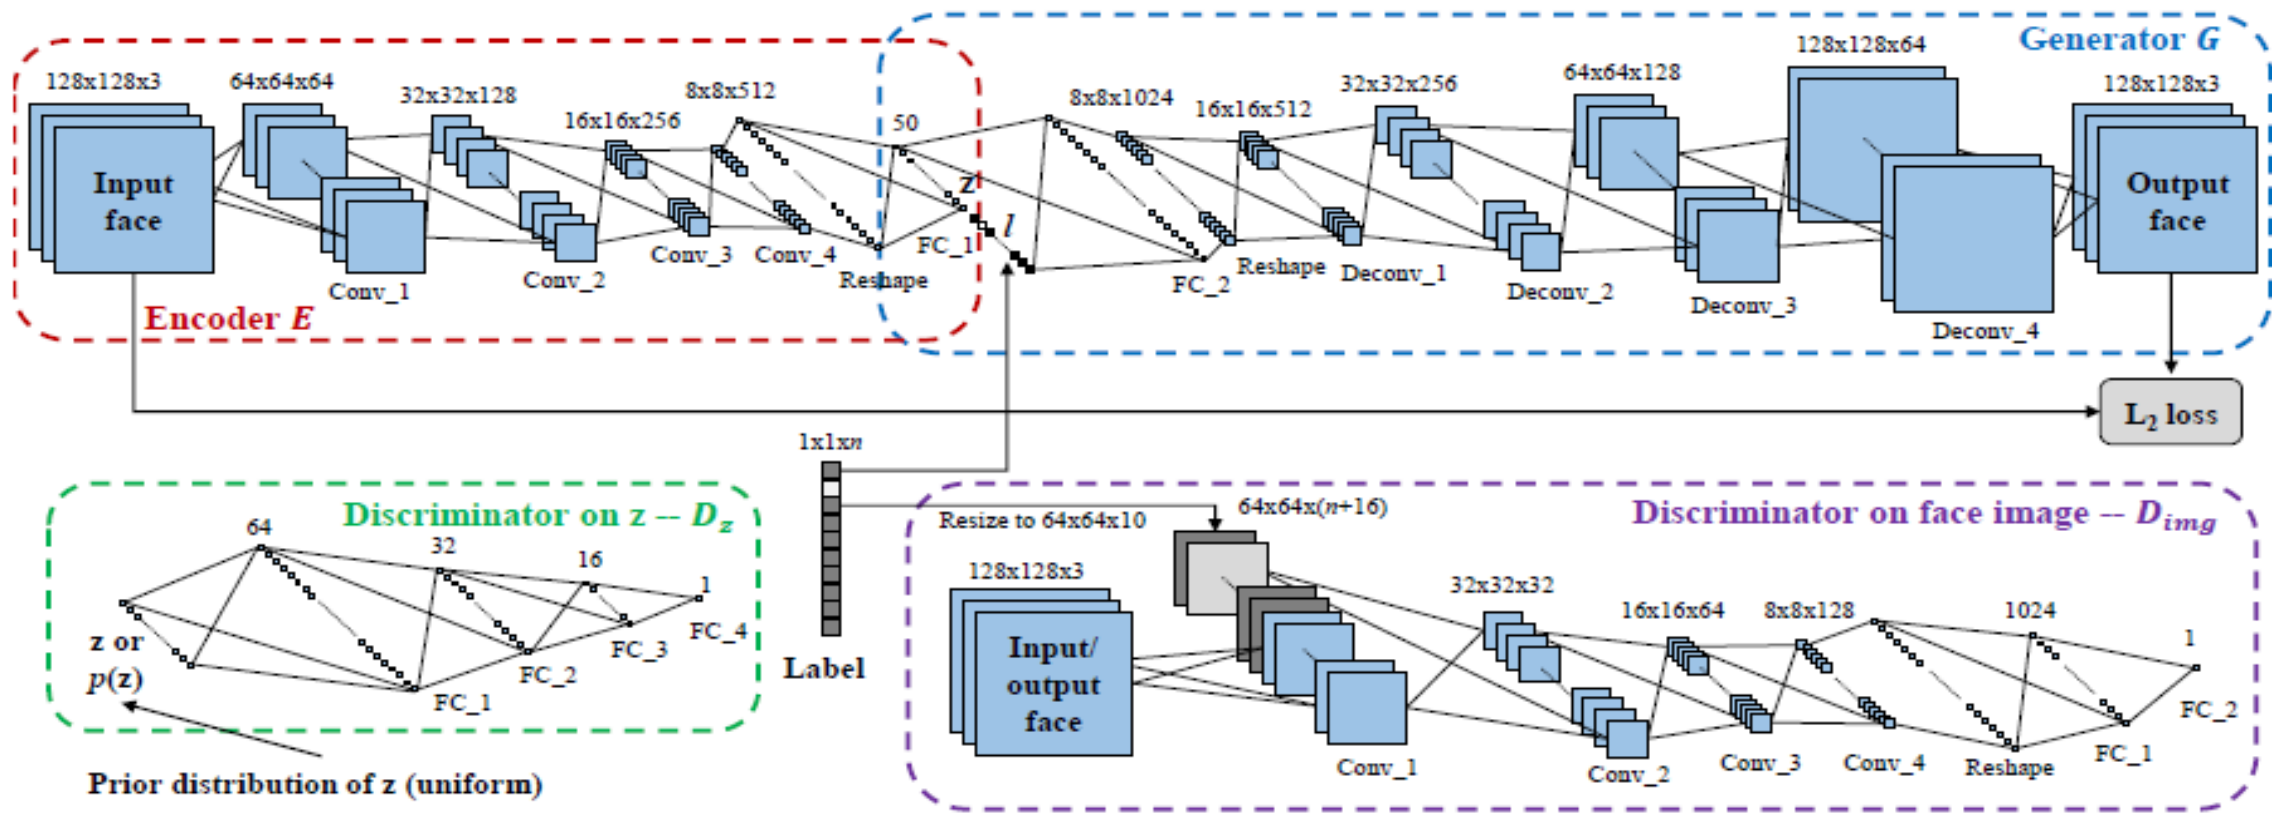 Encoder E
128x128x3
Input
face
64x64x64
Conv_1
32x32x128
Conv_2
16x16x256
Conv_3
8x8x512
Conv_4
Reshape
50
z
FC_1
l
Generator G
FC_2
8x8x1024
Reshape
16x16x512
Deconv_1
32x32x256
Deconv_2
64x64x128
Deconv_3
128x128x64
Deconv_4
128x128x3
Output
face
L2 loss
1x1xn
Label
Discriminator on z -- Dz
z or
p(z)
64
FC_1
32
FC_2
16
FC_3
1
FC_4
Prior distribution of z (uniform)
Discriminator on face image -- Dimg
Resize to 64x64x10
64x64x(n+16)
128x128x3
Input/
output
face
Conv_1
32x32x32
Conv_2
16x16x64
Conv_3
8x8x128
Conv_4
Reshape
1024
FC_1
1
FC_2